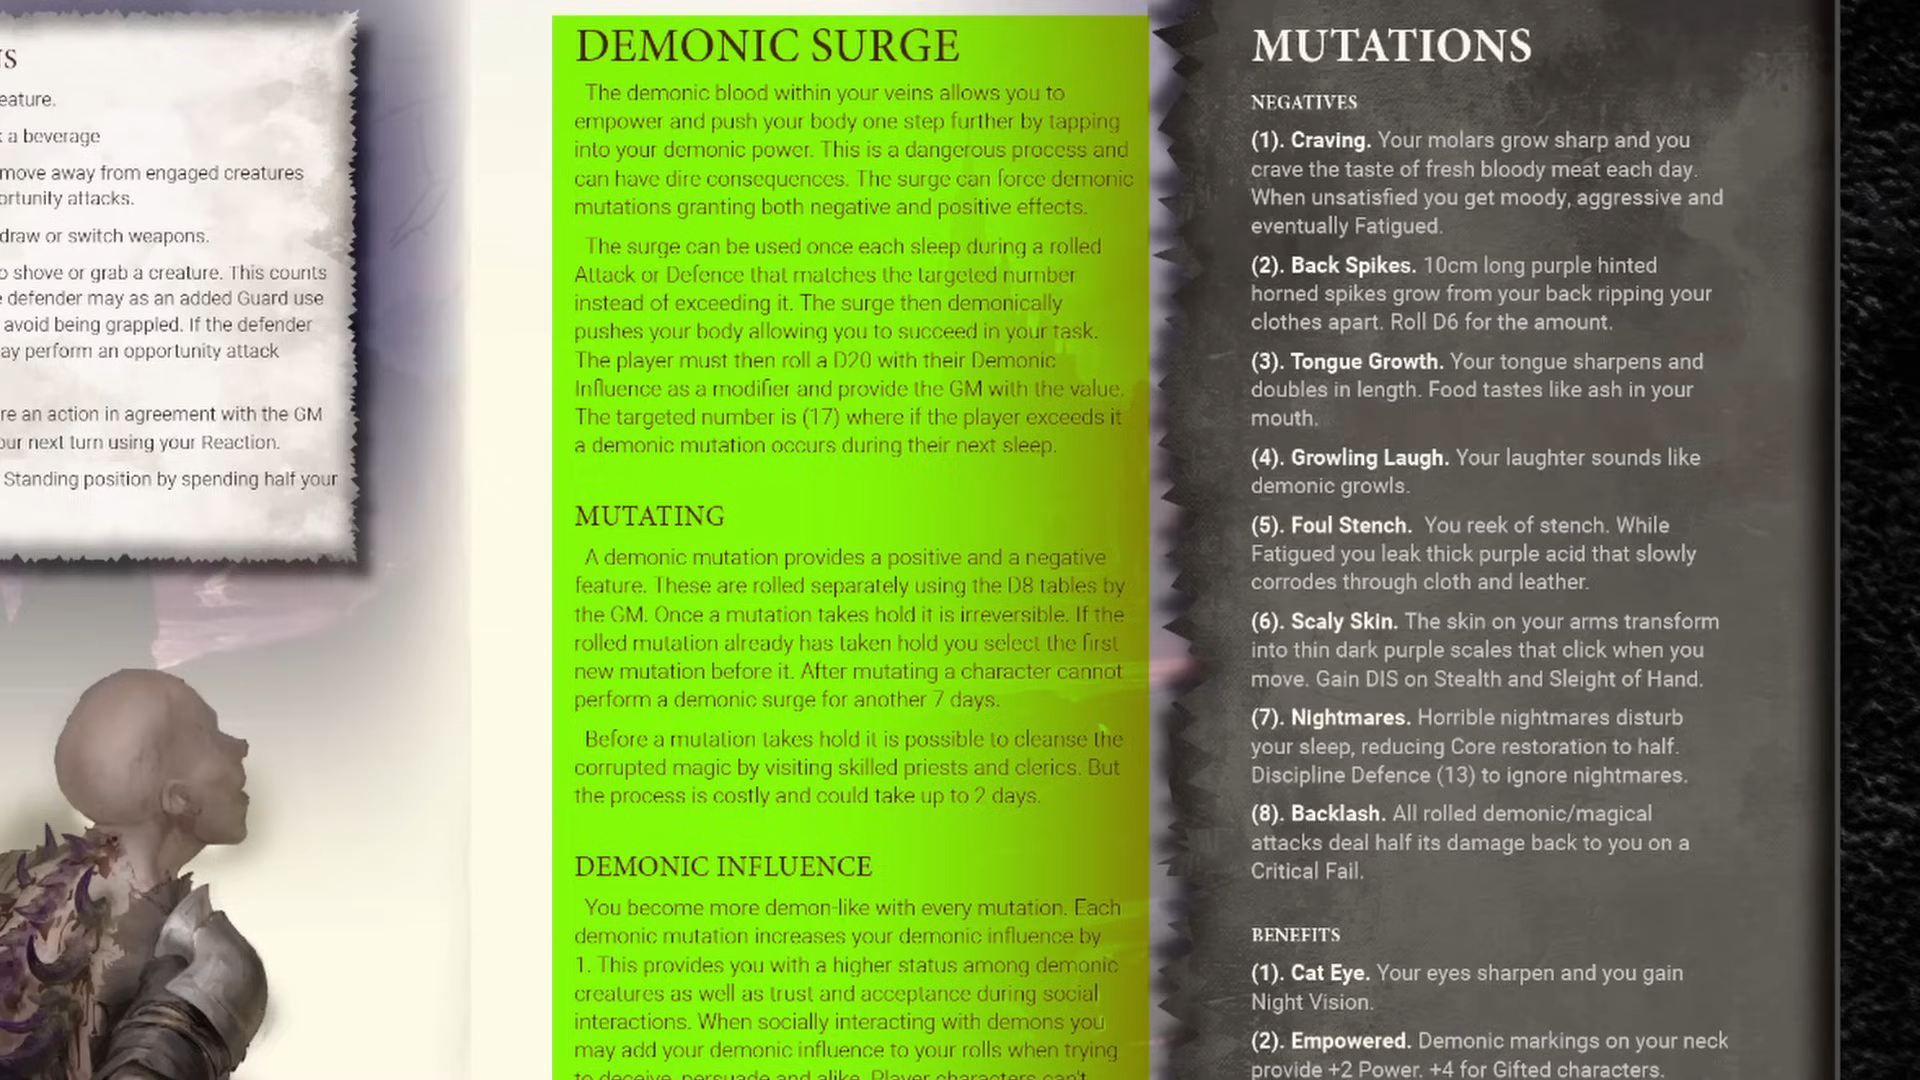 NS
eature.
k a beverage
move away from engaged creatures
ortunity attacks.
draw or switch weapons.
o shove or grab a creature. This counts
e defender may as an added Guard use
avoid being grappled. If the defender
ay perform an opportunity attack
re an action in agreement with the GM
our next turn using your Reaction.
Standing position by spending half your
DEMONIC SURGE
The demonic blood within your veins allows you to
empower and push your body one step further by tapping
into your demonic power. This is a dangerous process and
can have dire consequences. The surge can force demonic
mutations granting both negative and positive effects.
The surge can be used once each sleep during a rolled
Attack or Defence that matches the targeted number
instead of exceeding it. The surge then demonically
pushes your body allowing you to succeed in your task.
The player must then roll a D20 with their Demonic
Influence as a modifier and provide the GM with the value.
The targeted number is (17) where if the player exceeds it
a demonic mutation occurs during their next sleep.
MUTATING
A demonic mutation provides a positive and a negative
feature. These are rolled separately using the D8 tables by
the GM. Once a mutation takes hold it is irreversible. If the
rolled mutation already has taken hold you select the first
new mutation before it. After mutating a character cannot
perform a demonic surge for another 7 days.
Before a mutation takes hold it is possible to cleanse the
corrupted magic by visiting skilled priests and clerics. But
the process is costly and could take up to 2 days.
DEMONIC INFLUENCE
You become more demon-like with every mutation. Each
demonic mutation increases your demonic influence by
1. This provides you with a higher status among demonic
creatures as well as trust and acceptance during social
interactions. When socially interacting with demons you
may add your demonic influence to your rolls when trying
to deceive, persuade and alike. Player characters can't
MUTATIONS
NEGATIVES
(1). Craving. Your molars grow sharp and you
crave the taste of fresh bloody meat each day.
When unsatisfied you get moody, aggressive and
eventually Fatigued.
(2). Back Spikes. 10cm long purple hinted
horned spikes grow from your back ripping your
clothes apart. Roll D6 for the amount.
(3). Tongue Growth. Your tongue sharpens and
doubles in length. Food tastes like ash in your
mouth.
(4). Growling Laugh. Your laughter sounds like
demonic growls.
(5). Foul Stench. You reek of stench. While
Fatigued you leak thick purple acid that slowly
corrodes through cloth and leather.
(6). Scaly Skin. The skin on your arms transform
into thin dark purple scales that click when you
move. Gain DIS on Stealth and Sleight of Hand.
(7). Nightmares. Horrible nightmares disturb
your sleep, reducing Core restoration to half.
Discipline Defence (13) to ignore nightmares.
(8). Backlash. All rolled demonic/magical
attacks deal half its damage back to you on a
Critical Fail.
BENEFITS
(1). Cat Eye. Your eyes sharpen and you gain
Night Vision.
(2). Empowered. Demonic markings on your neck
provide +2 Power. +4 for Gifted characters.